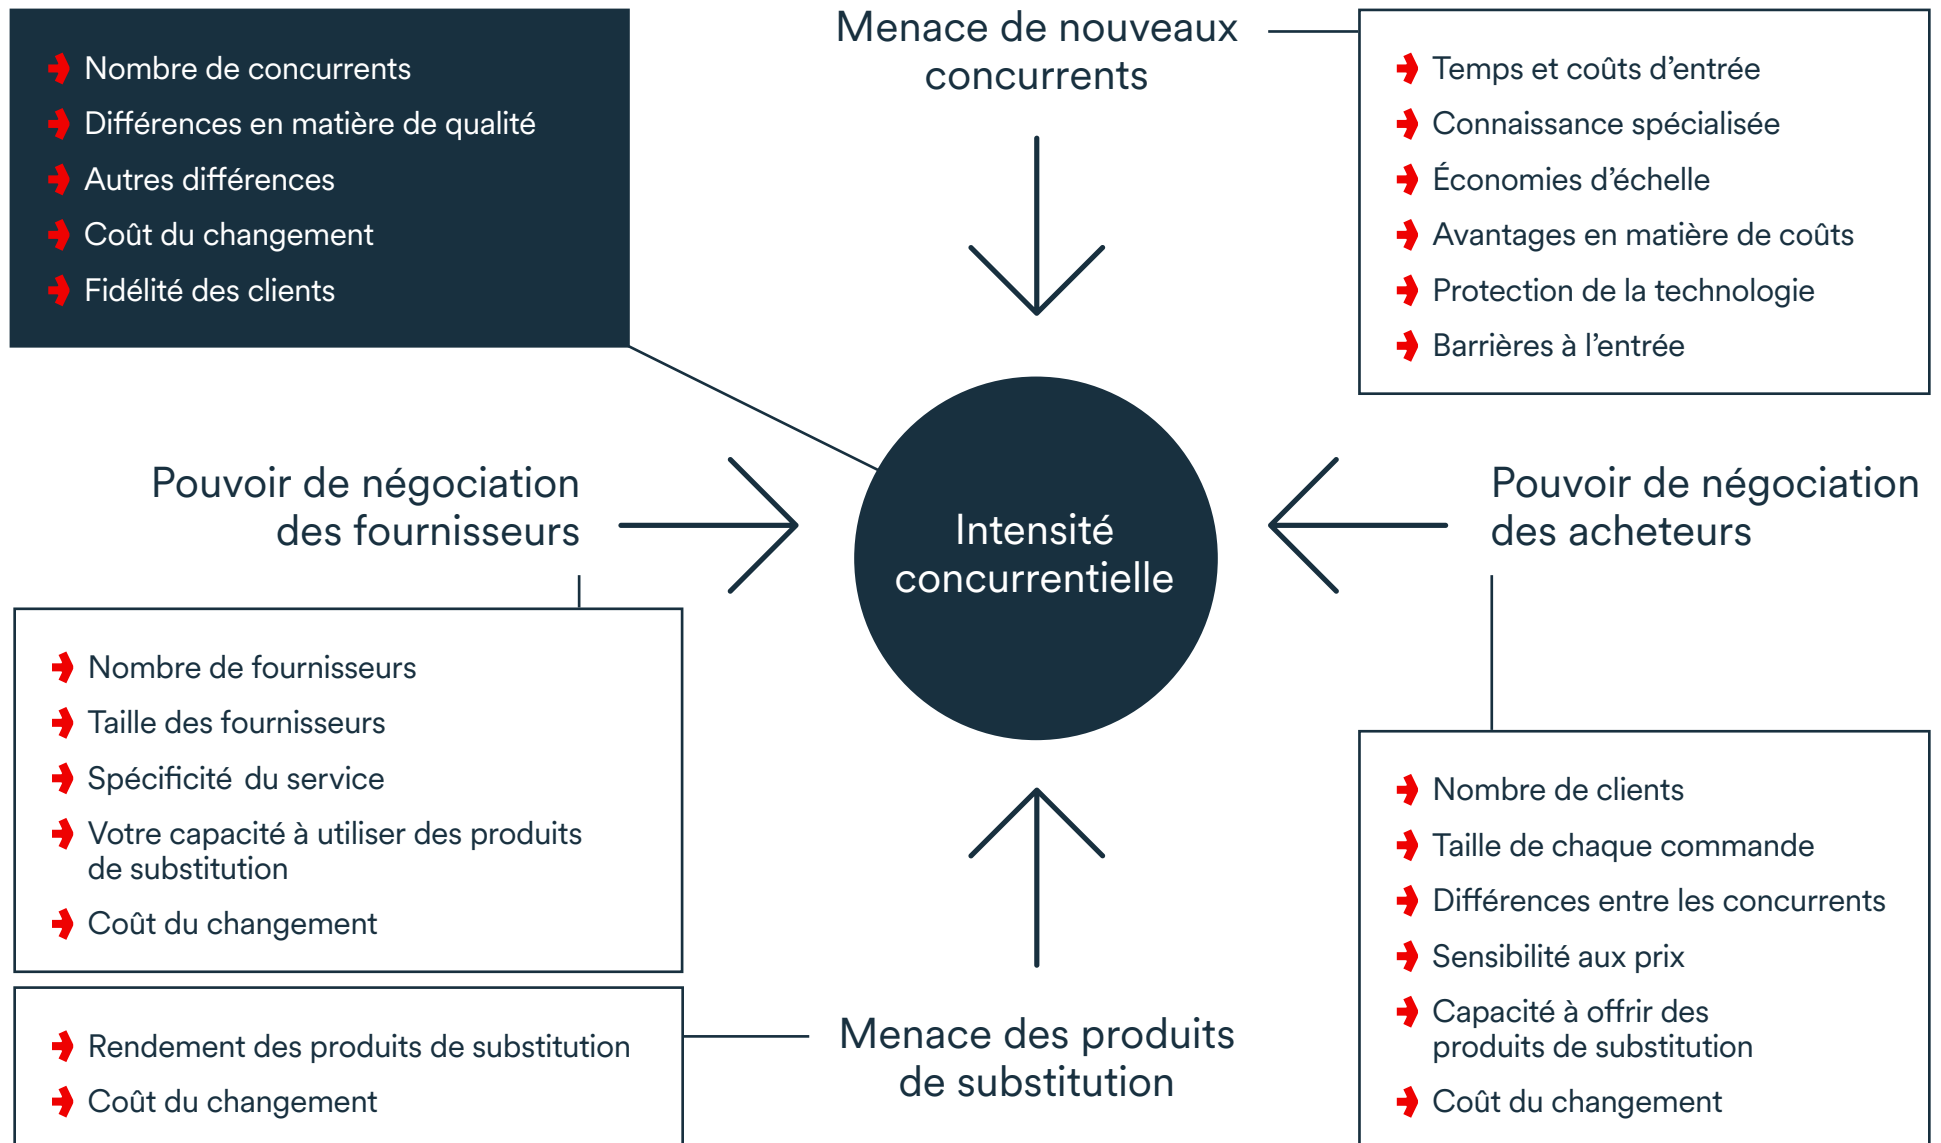 Nombre de concurrents
Différences en matière de qualité
Autres différences
Coût du changement
Fidélité des clients
Menace de nouveaux
concurrents
Temps et coûts d’entrée
Connaissance spécialisée
Économies d’échelle
Avantages en matière de coûts
Protection de la technologie
Barrières à l’entrée
Pouvoir de négociation
des fournisseurs
Intensité
concurrentielle
Pouvoir de négociation
des acheteurs
Nombre de fournisseurs
Taille des fournisseurs
Spécificité du service
Votre capacité à utiliser des produits
de substitution
Coût du changement
Rendement des produits de substitution
Coût du changement
Menace des produits
de substitution
Nombre de clients
Taille de chaque commande
Différences entre les concurrents
Sensibilité aux prix
Capacité à offrir des
produits de substitution
Coût du changement